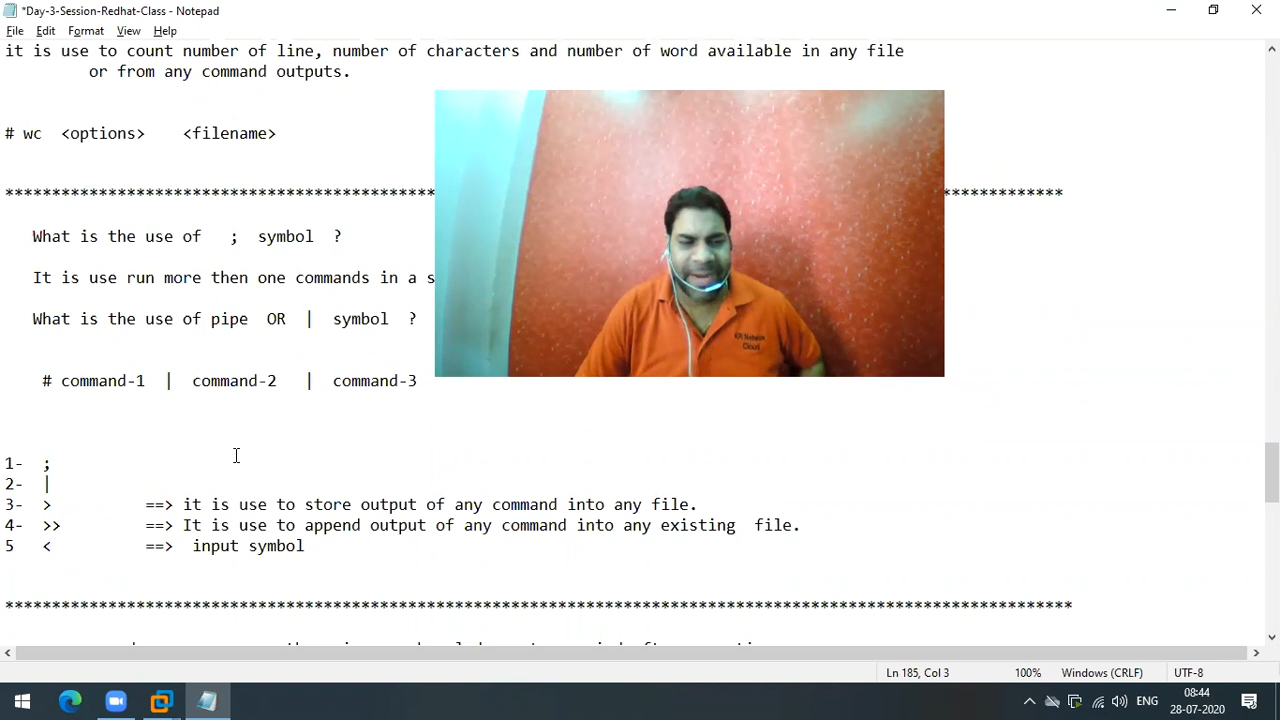 *Day-3-Session-Redhat-Class - Notepad
File Edit Format View Help
it is use to count number of line, number of characters and number of word available in any file
or from any command outputs.
# wc <options> <filename>
******************************************************************************************************************
What is the use of ; symbol ?
It is use run more then one commands in a s
What is the use of pipe OR | symbol ?
# command-1 | command-2 | command-3
1- ;
2- |
3- > ==> it is use to store output of any command into any file.
4- >> ==> It is use to append output of any command into any existing file.
5 < ==> input symbol
******************************************************************************************************************
Ln 185, Col 3 100% Windows (CRLF) UTF-8
ENG 08:44
28-07-2020